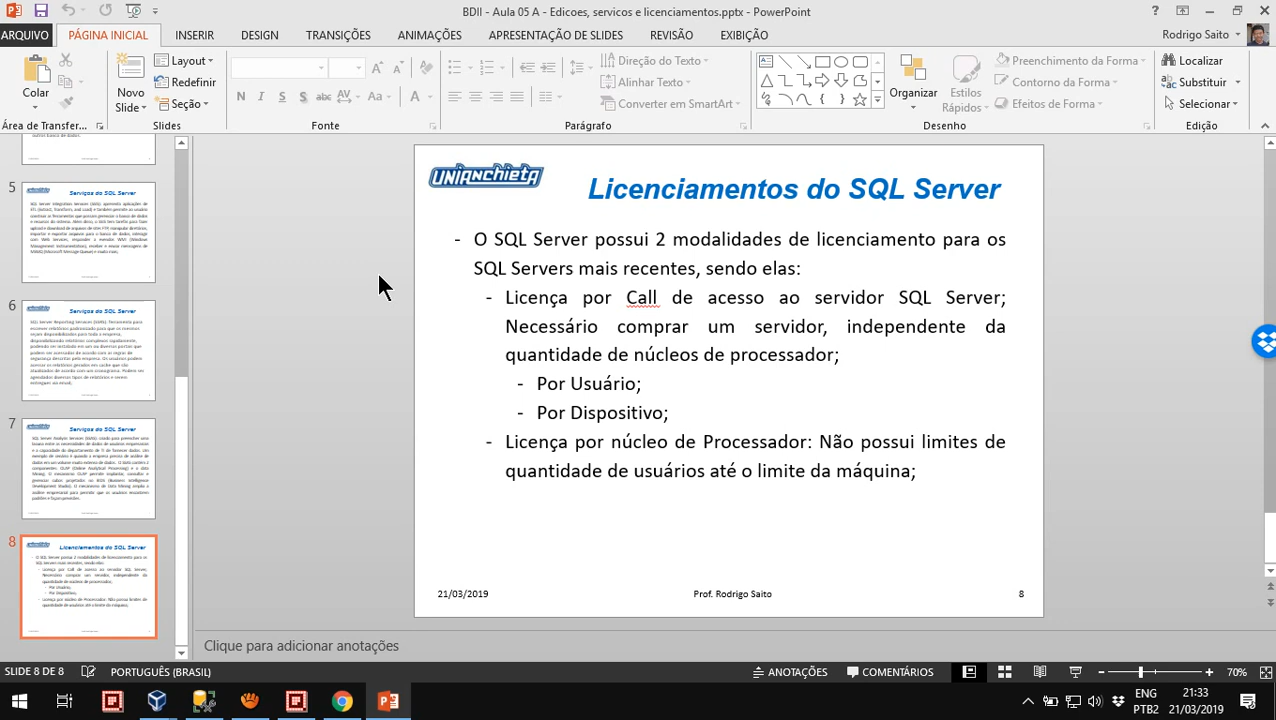 BDII - Aula 05 A - Edicoes, servicos e licenciamentos.pptx - PowerPoint
ARQUIVO PÁGINA INICIAL INSERIR DESIGN TRANSIÇÕES ANIMAÇÕES APRESENTAÇÃO DE SLIDES REVISÃO EXIBIÇÃO Rodrigo Saito
Colar
Novo Slide
Layout
Redefinir
Seção
N I S S abc AV Aa A
Direção do Texto
Alinhar Texto
Converter em SmartArt
Organizar
Estilos Rápidos
Preenchimento da Forma
Contorno da Forma
Efeitos de Forma
Localizar
Substituir
Selecionar
Área de Transfer... Slides Fonte Parágrafo Desenho Edição
5
Serviços do SQL Server
6
Serviços do SQL Server
7
Serviços do SQL Server
8
Licenciamentos do SQL Server
UNIANCHIETA
Licenciamentos do SQL Server
- O SQL Server possui 2 modalidades de licenciamento para os
SQL Servers mais recentes, sendo elas:
- Licença por Call de acesso ao servidor SQL Server;
Necessário comprar um servidor, independente da
quantidade de núcleos de processador;
- Por Usuário;
- Por Dispositivo;
- Licença por núcleo de Processador: Não possui limites de
quantidade de usuários até o limite da máquina;
21/03/2019 Prof. Rodrigo Saito 8
Clique para adicionar anotações
SLIDE 8 DE 8 PORTUGUÊS (BRASIL) ANOTAÇÕES COMENTÁRIOS 70%
ENG
PTB2
21:33
21/03/2019